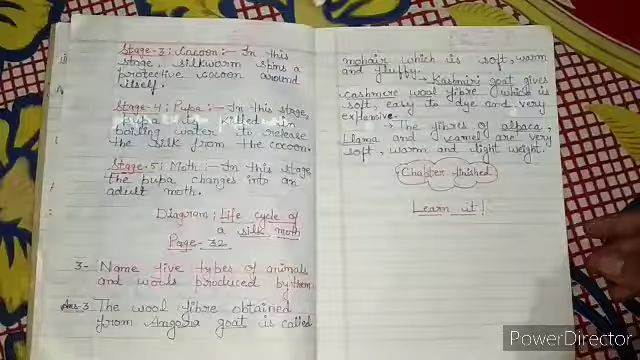 Stage-3: Cocoon:- In this
stage, silkworm spins a
protective cocoon around
itself.
Stage-4: Pupa:- In this stage,
pupa is killed in
boiling water to release
the silk from the cocoon.
Stage-5: Moth:- In this stage
the pupa changes into an
adult moth.
Diagram: Life cycle of
a silk moth
Page-32
3- Name five types of animals
and wools produced by them
Ans-3 The wool fibre obtained
from Angora goat is called
mohair which is soft, warm
and fluffy.
→ Kashmiri goat gives
cashmere wool fibre which is
soft, easy to dye and very
expensive.
→ The fibres of alpaca,
Llama and camel are very
soft, warm and light weight.
Chapter finished
Learn it!
PowerDirector